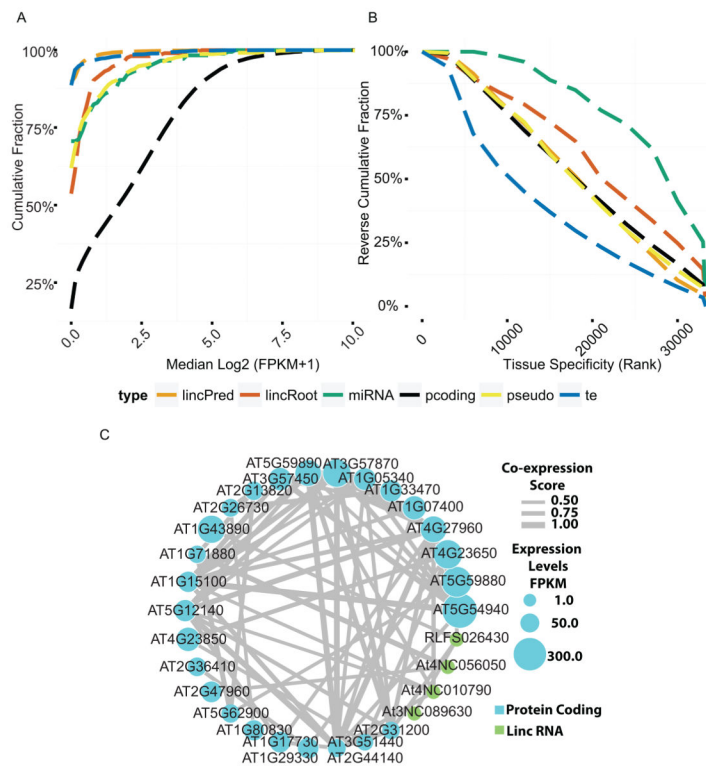 A
100%
75%
50%
25%
Cumulative Fraction
0.0
2.5
5.0
7.5
10.0
Median Log2 (FPKM+1)
B
100%
75%
50%
25%
0%
Reverse Cumulative Fraction
0
10000
20000
30000
Tissue Specificity (Rank)
type lincPred lincRoot miRNA pcoding pseudo te
C
AT5G59890
AT3G57870
AT3G57450
AT1G05340
AT2G13820
AT1G33470
AT2G26730
AT1G07400
AT1G43890
AT4G27960
AT1G71880
AT4G23650
AT1G15100
AT5G59880
AT5G12140
AT5G54940
AT4G23850
RLFS026430
AT2G36410
At4NC056050
AT2G47960
At4NC010790
AT5G62900
At3NC089630
AT1G80830
AT2G31200
AT1G17730
AT3G51440
AT1G29330
AT2G44140
Co-expression
Score
0.50
0.75
1.00
Expression
Levels
FPKM
1.0
50.0
300.0
Protein Coding
Linc RNA